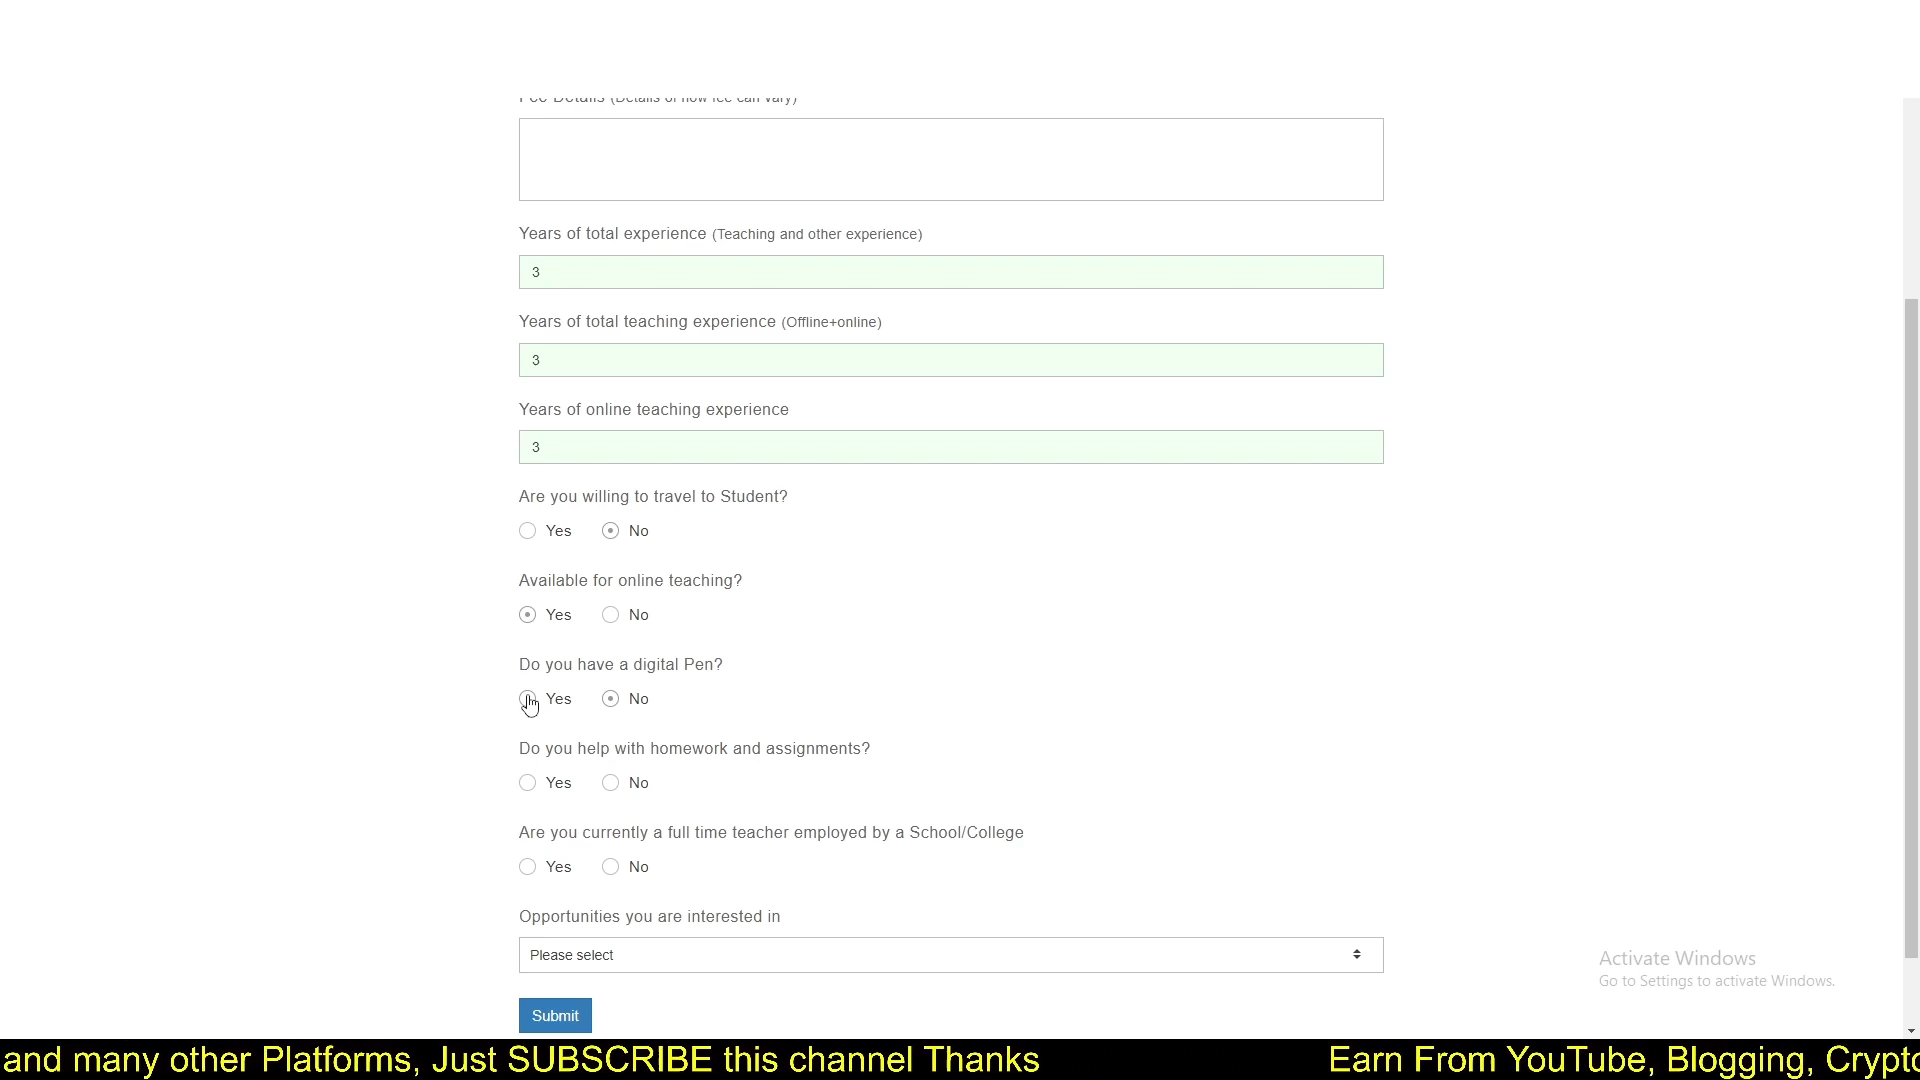 Fee Details (Details of how fee can vary)
Years of total experience (Teaching and other experience)
3
Years of total teaching experience (Offline+online)
3
Years of online teaching experience
3
Are you willing to travel to Student?
Yes No
Available for online teaching?
Yes No
Do you have a digital Pen?
Yes No
Do you help with homework and assignments?
Yes No
Are you currently a full time teacher employed by a School/College
Yes No
Opportunities you are interested in
Please select
Activate Windows
Go to Settings to activate Windows.
Submit
and many other Platforms, Just SUBSCRIBE this channel Thanks Earn From YouTube, Blogging, Crypto